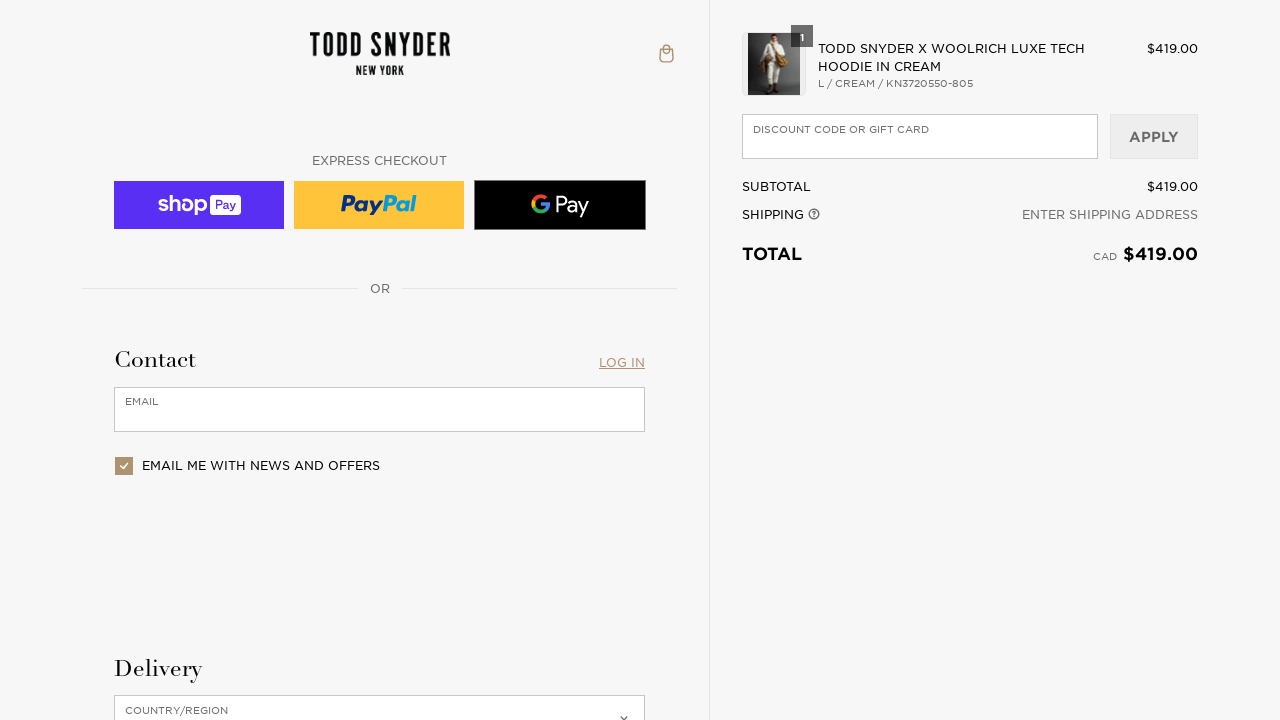 TODD SNYDER
NEW YORK
EXPRESS CHECKOUT
shop Pay
PayPal
G Pay
OR
Contact
LOG IN
EMAIL
EMAIL ME WITH NEWS AND OFFERS
Delivery
COUNTRY/REGION
1
TODD SNYDER X WOOLRICH LUXE TECH
HOODIE IN CREAM
L / CREAM / KN3720550-805
$419.00
DISCOUNT CODE OR GIFT CARD
APPLY
SUBTOTAL
$419.00
SHIPPING
ENTER SHIPPING ADDRESS
TOTAL
CAD $419.00